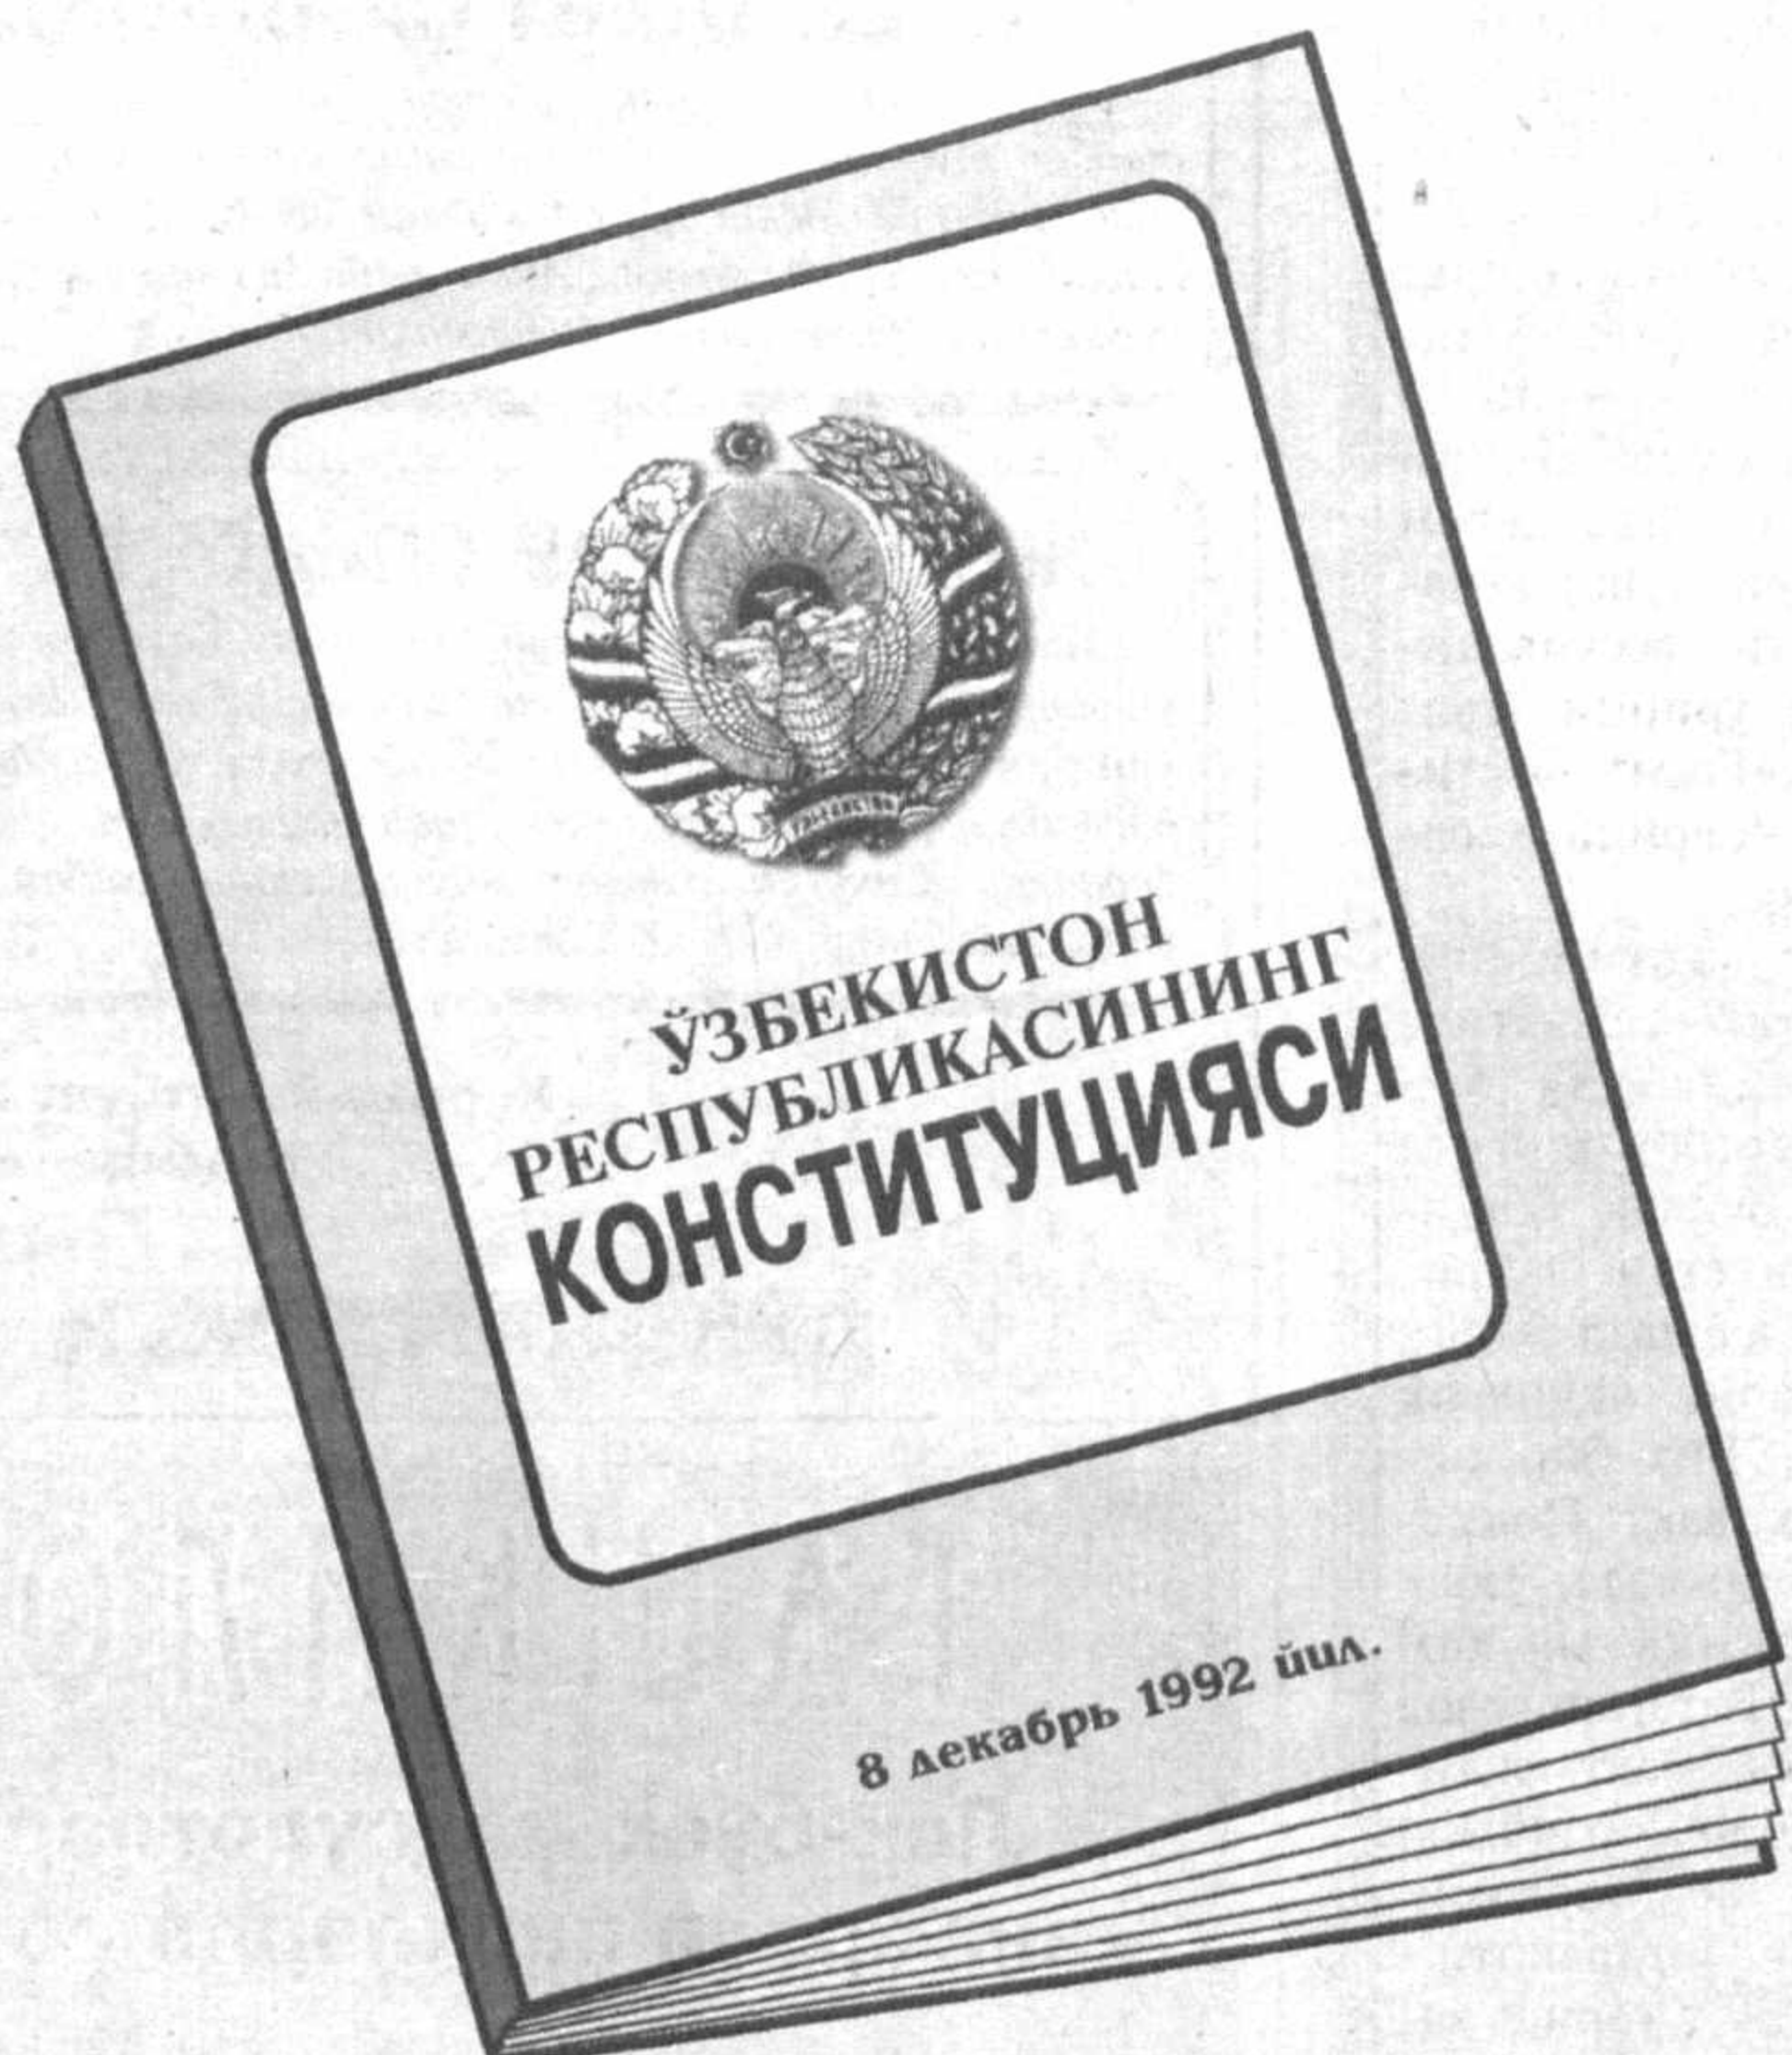 ЎЗБЕКИСТОН
РЕСПУБЛИКАСИНИНГ
КОНСТИТУЦИЯСИ
8 декабрь 1992 йил.